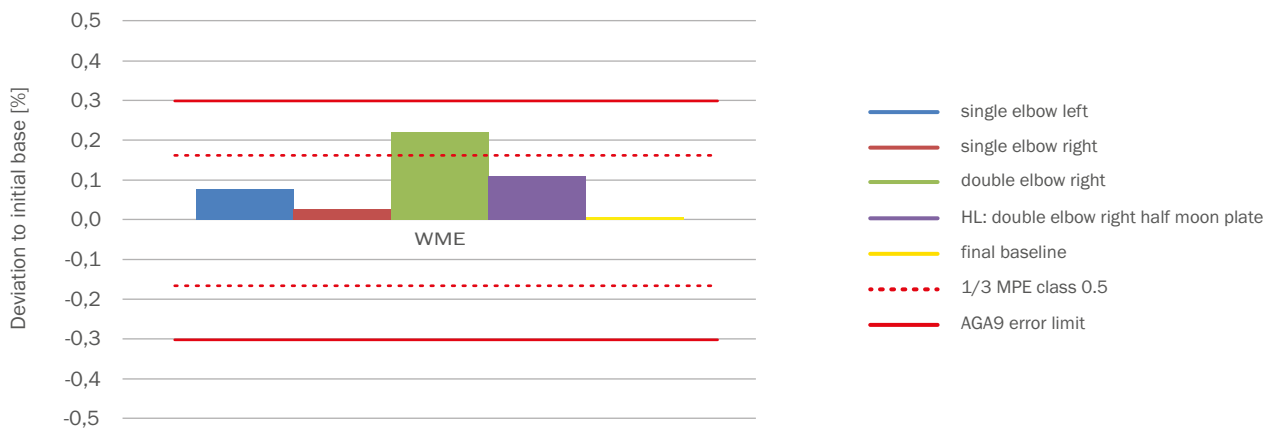 0,5
0,4
0,3
0,2
0,1
0,0
-0,1
-0,2
-0,3
-0,4
-0,5
Deviation to initial base [%]
WME
single elbow left
single elbow right
double elbow right
HL: double elbow right half moon plate
final baseline
1/3 MPE class 0.5
AGA9 error limit